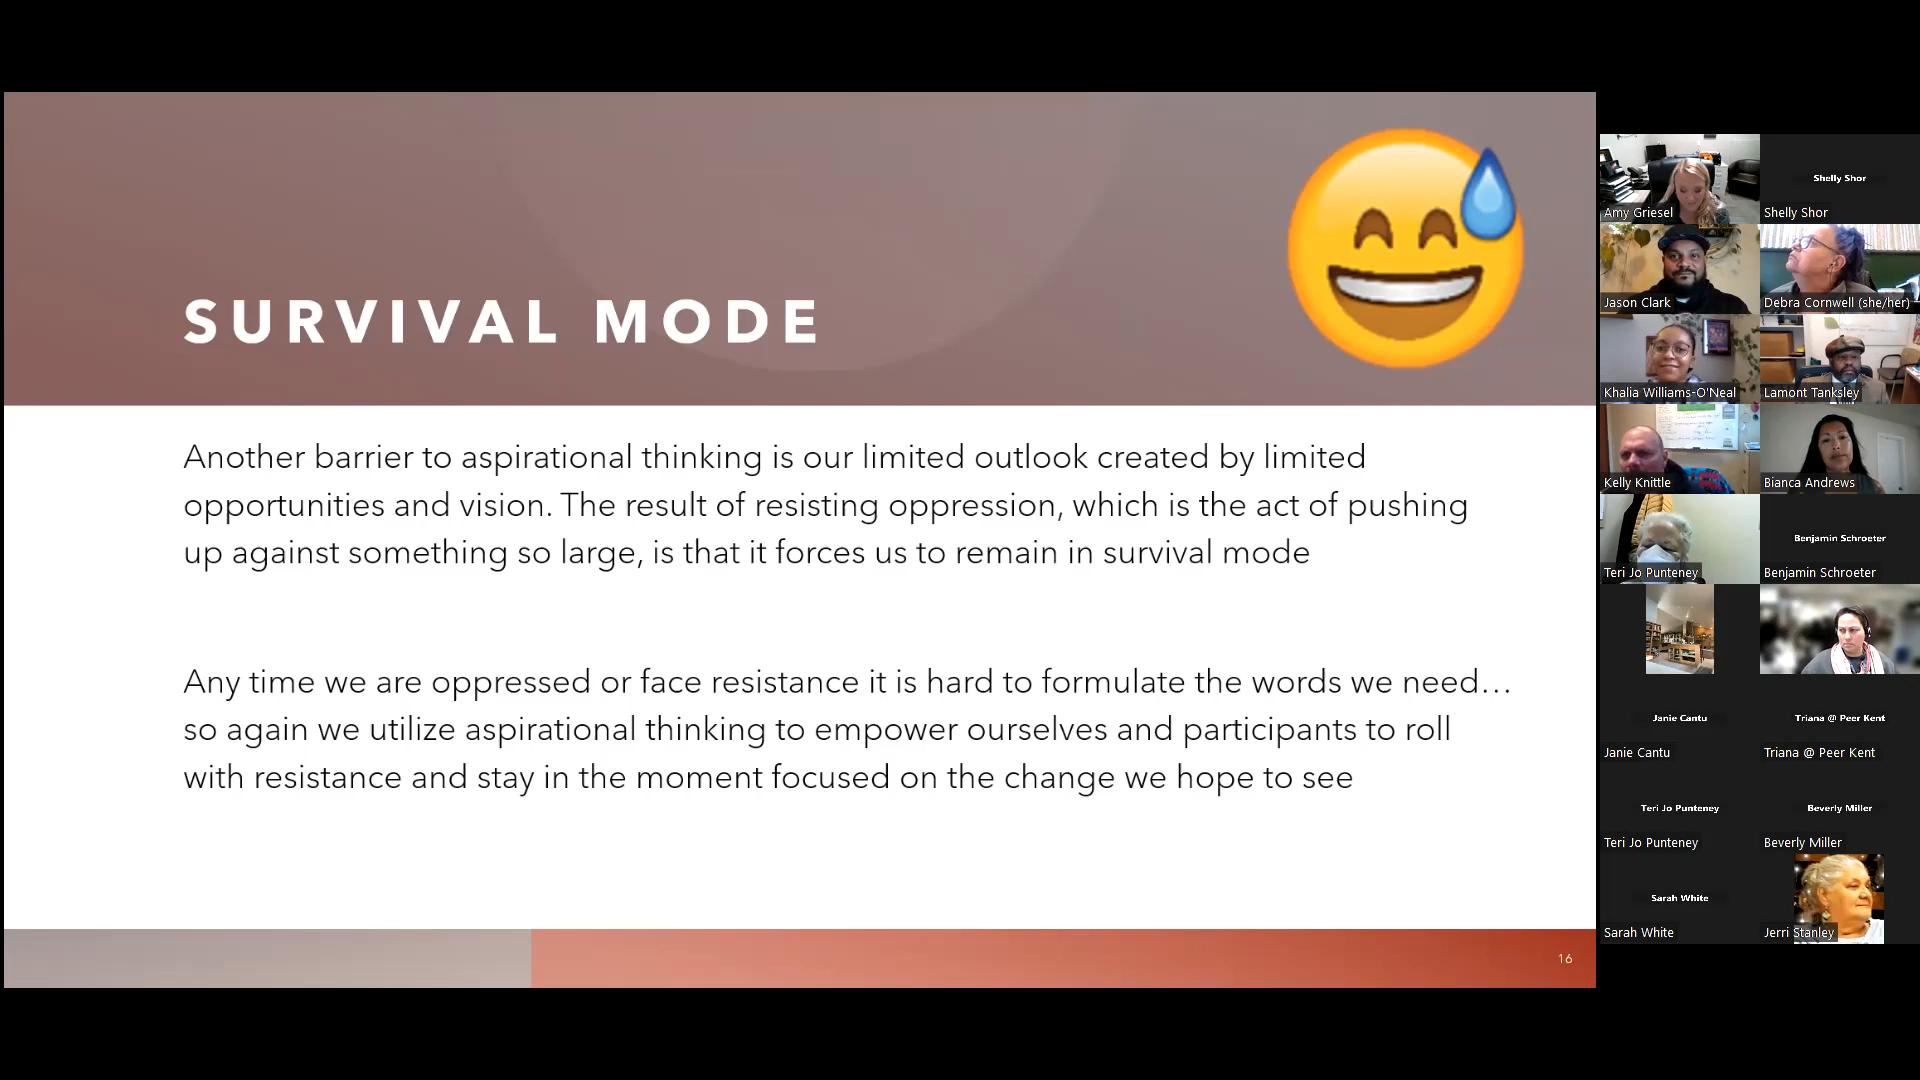 SURVIVAL MODE
Another barrier to aspirational thinking is our limited outlook created by limited
opportunities and vision. The result of resisting oppression, which is the act of pushing
up against something so large, is that it forces us to remain in survival mode
Any time we are oppressed or face resistance it is hard to formulate the words we need…
so again we utilize aspirational thinking to empower ourselves and participants to roll
with resistance and stay in the moment focused on the change we hope to see
16
Shelly Shor
Amy Griesel
Shelly Shor
Jason Clark
Debra Cornwell (she/her)
Khalia Williams-O'Neal
Lamont Tanksley
Kelly Knittle
Bianca Andrews
Benjamin Schroeter
Teri Jo Punteney
Benjamin Schroeter
Janie Cantu
Triana @ Peer Kent
Janie Cantu
Triana @ Peer Kent
Teri Jo Punteney
Beverly Miller
Teri Jo Punteney
Beverly Miller
Sarah White
Sarah White
Jerri Stanley